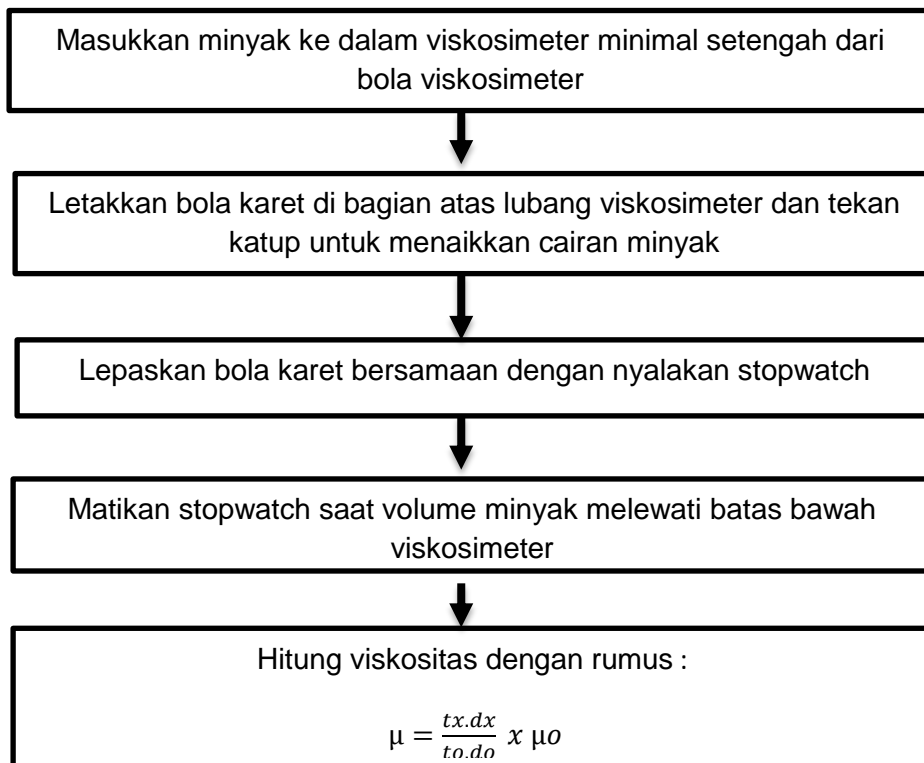 Masukkan minyak ke dalam viskosimeter minimal setengah dari
bola viskosimeter
Letakkan bola karet di bagian atas lubang viskosimeter dan tekan
katup untuk menaikkan cairan minyak
Lepaskan bola karet bersamaan dengan nyalakan stopwatch
Matikan stopwatch saat volume minyak melewati batas bawah
viskosimeter
Hitung viskositas dengan rumus :
μ = tx.dx / to.do x μo